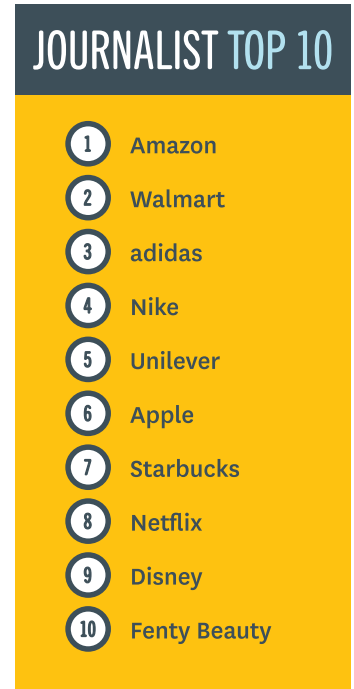 JOURNALIST TOP 10
1 Amazon
2 Walmart
3 adidas
4 Nike
5 Unilever
6 Apple
7 Starbucks
8 Netflix
9 Disney
10 Fenty Beauty